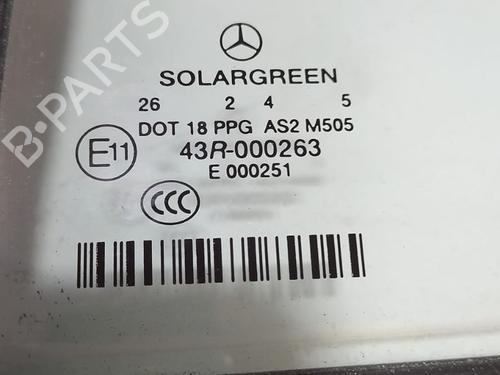 SOLARGREEN
26 2 4 5
DOT 18 PPG AS2 M505
E11 43R-000263
E 000251
CCC
B-PARTS